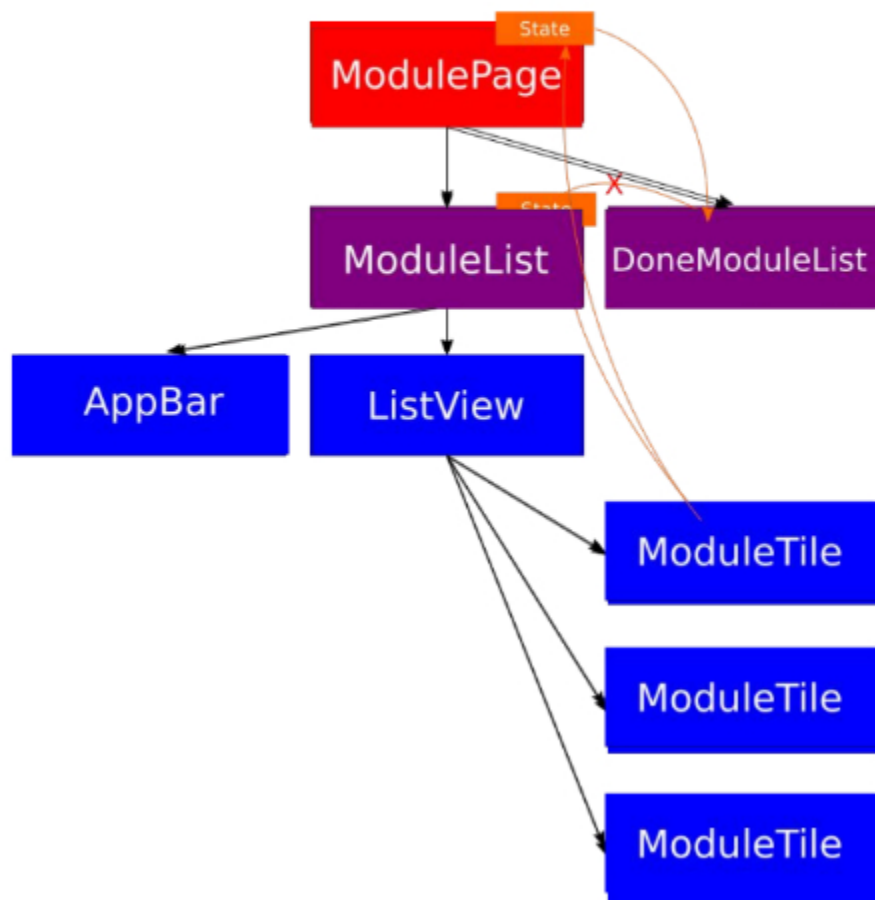 State
ModulePage
State
ModuleList
DoneModuleList
AppBar
ListView
ModuleTile
ModuleTile
ModuleTile